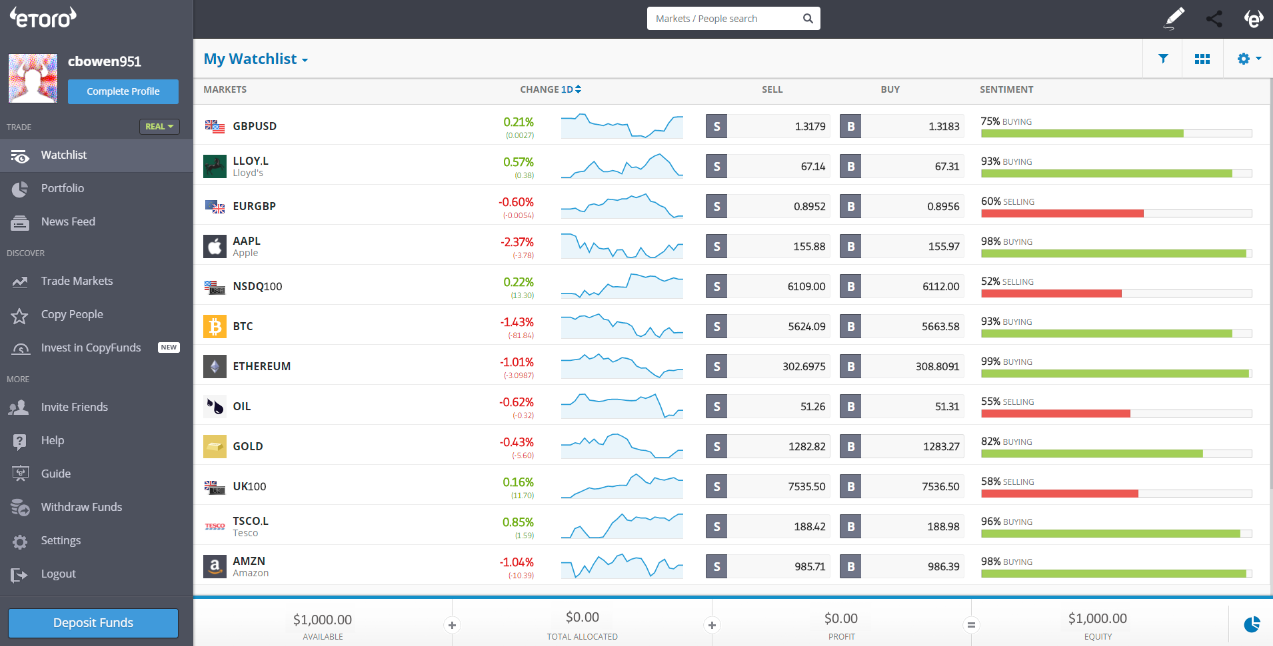 eTORO
Markets / People search
cbowen951
Complete Profile
TRADE
REAL
Watchlist
Portfolio
News Feed
DISCOVER
Trade Markets
Copy People
Invest in CopyFunds NEW
MORE
Invite Friends
Help
Guide
Withdraw Funds
Settings
Logout
Deposit Funds
My Watchlist
MARKETS CHANGE 1D SELL BUY SENTIMENT
GBPUSD 0.21% S 1.3179 B 1.3183 75% BUYING
(0.0027)
LLOY.L 0.57% S 67.14 B 67.31 93% BUYING
Lloyd's (0.38)
EURGBP -0.60% S 0.8952 B 0.8956 60% SELLING
(-0.0054)
AAPL -2.37% S 155.88 B 155.97 98% BUYING
Apple (-3.78)
NSDQ100 0.22% S 6109.00 B 6112.00 52% SELLING
(13.30)
BTC -1.43% S 5624.09 B 5663.58 93% BUYING
(-81.84)
ETHEREUM -1.01% S 302.6975 B 308.8091 99% BUYING
(-3.0987)
OIL -0.62% S 51.26 B 51.31 55% SELLING
(-0.32)
GOLD -0.43% S 1282.82 B 1283.27 82% BUYING
(-5.60)
UK100 0.16% S 7535.50 B 7536.50 58% SELLING
(11.70)
TESCO TSCO.L 0.85% S 188.42 B 188.98 96% BUYING
Tesco (1.59)
a AMZN -1.04% S 985.71 B 986.39 98% BUYING
Amazon (-10.39)
$1,000.00 + $0.00 + $0.00 = $1,000.00
AVAILABLE TOTAL ALLOCATED PROFIT EQUITY